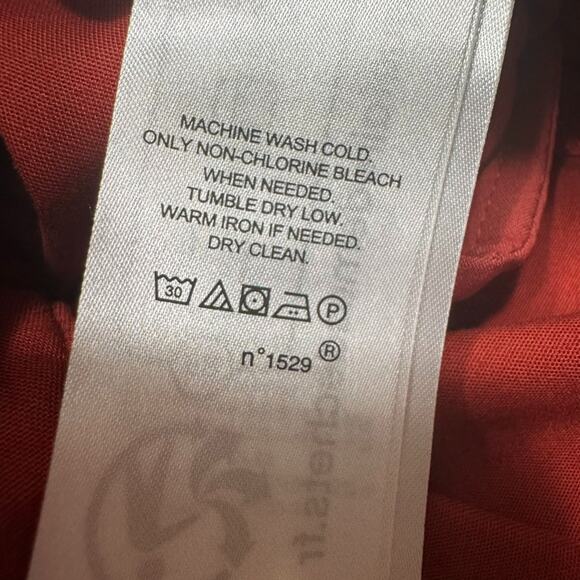 MACHINE WASH COLD.
ONLY NON-CHLORINE BLEACH
WHEN NEEDED.
TUMBLE DRY LOW.
WARM IRON IF NEEDED.
DRY CLEAN.
30 P
n°1529 ®